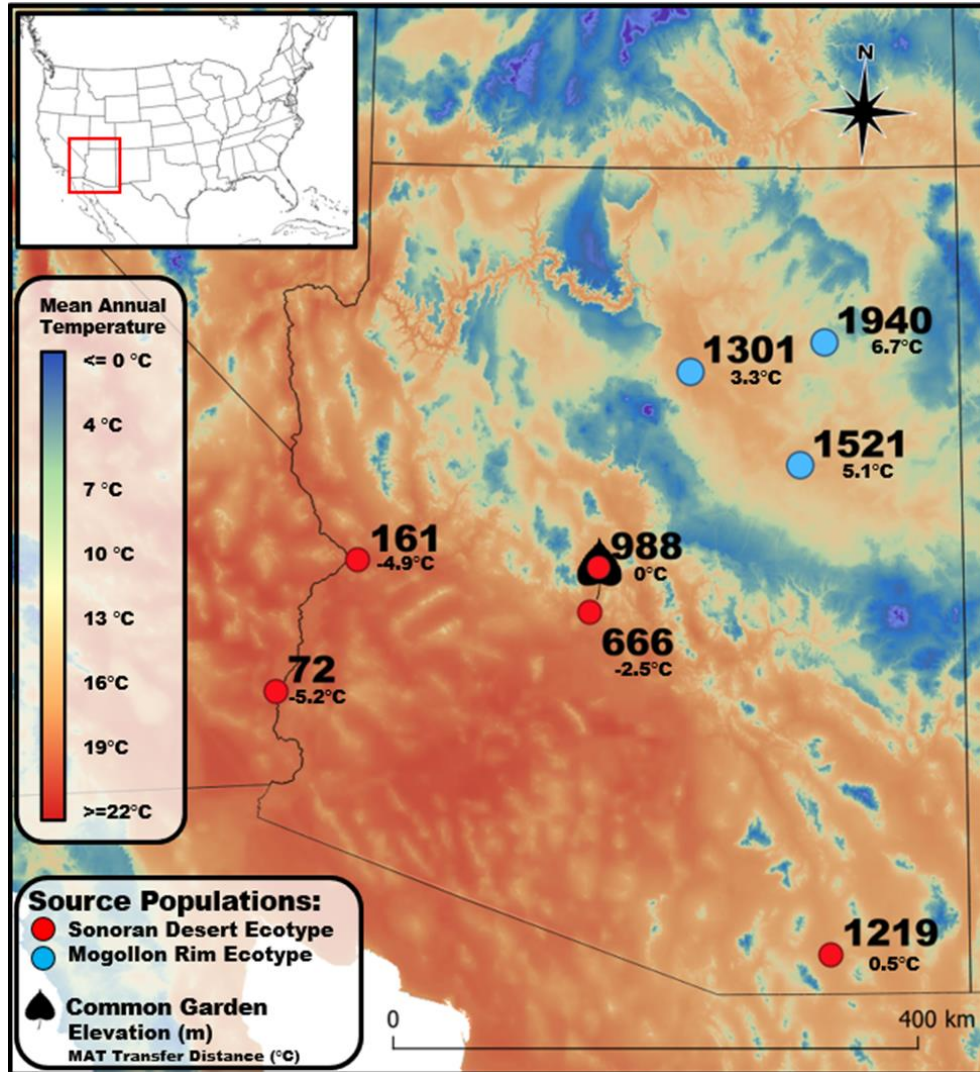 N
Mean Annual
Temperature
<= 0 °C
4 °C
7 °C
10 °C
13 °C
16°C
19°C
>=22°C
1940
6.7°C
1301
3.3°C
1521
5.1°C
161
-4.9°C
988
0°C
666
-2.5°C
72
-5.2°C
1219
0.5°C
Source Populations:
Sonoran Desert Ecotype
Mogollon Rim Ecotype
Common Garden
Elevation (m)
MAT Transfer Distance (°C)
0 400 km